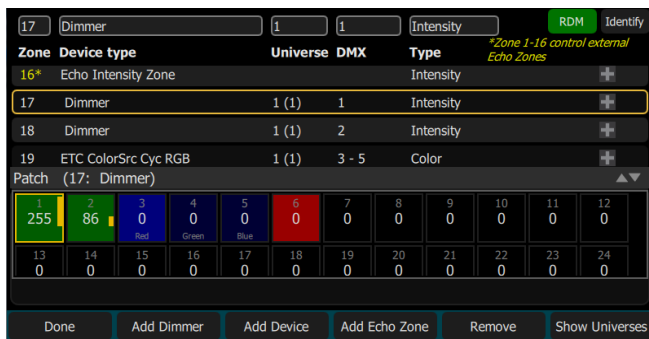 17 Dimmer 1 1 Intensity RDM Identify
Zone Device type Universe DMX Type *Zone 1-16 control external
Echo Zones
16* Echo Intensity Zone Intensity +
17 Dimmer 1 (1) 1 Intensity +
18 Dimmer 1 (1) 2 Intensity +
19 ETC ColorSrc Cyc RGB 1 (1) 3 - 5 Color +
Patch (17: Dimmer)
1 2 3 4 5 6 7 8 9 10 11 12
255 86 0 0 0 0 0 0 0 0 0 0
Red Green Blue
13 14 15 16 17 18 19 20 21 22 23 24
0 0 0 0 0 0 0 0 0 0 0 0
Done Add Dimmer Add Device Add Echo Zone Remove Show Universes